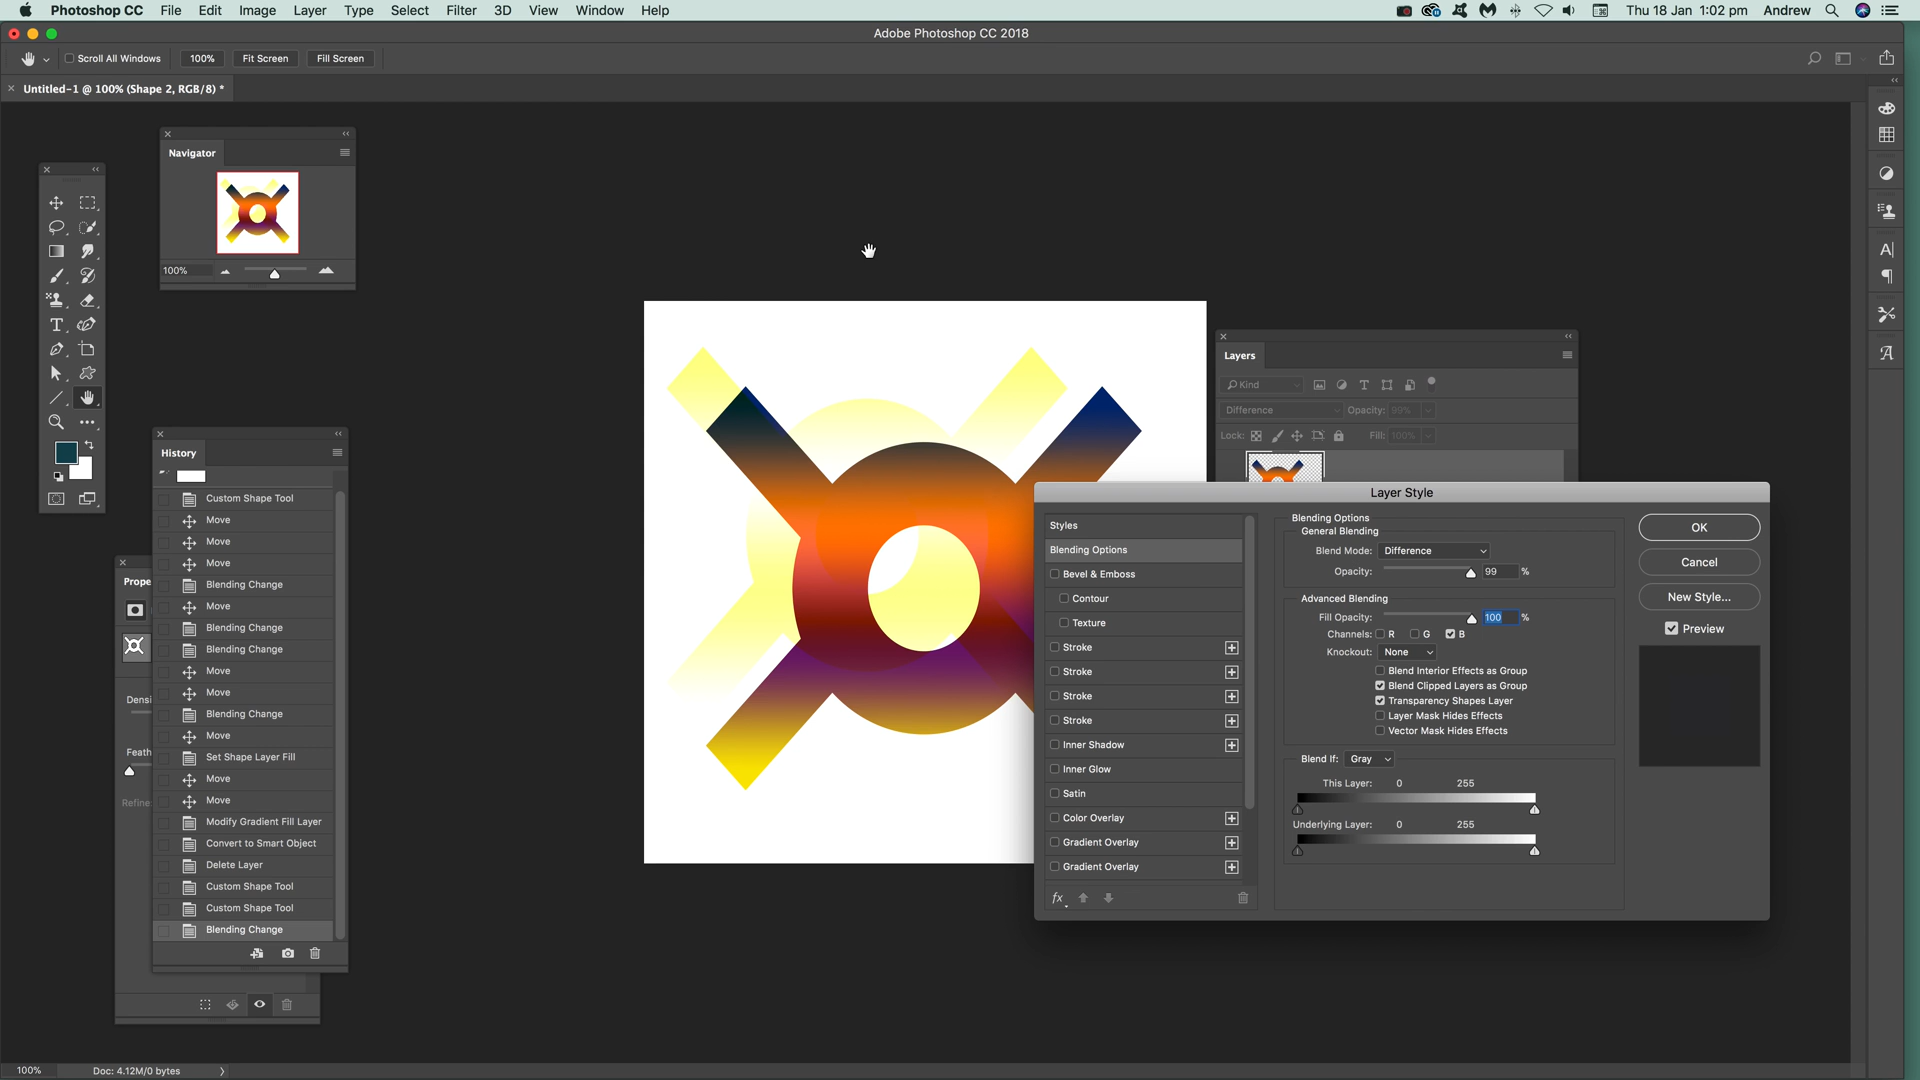 Photoshop CC File Edit Image Layer Type Select Filter 3D View Window Help Thu 18 Jan 1:02 pm Andrew
Adobe Photoshop CC 2018
Scroll All Windows 100% Fit Screen Fill Screen
Untitled-1 @ 100% (Shape 2, RGB/8) *
Navigator
100%
Layers
Kind
Difference Opacity: 99%
Lock: Fill: 100%
History
Custom Shape Tool
Move
Move
Move
Blending Change
Move
Blending Change
Blending Change
Move
Move
Blending Change
Move
Set Shape Layer Fill
Move
Move
Modify Gradient Fill Layer
Convert to Smart Object
Delete Layer
Custom Shape Tool
Custom Shape Tool
Blending Change
Prope
Densi
Feath
Refine:
Layer Style
Styles
Blending Options
Bevel & Emboss
Contour
Texture
Stroke
Stroke
Stroke
Stroke
Inner Shadow
Inner Glow
Satin
Color Overlay
Gradient Overlay
Gradient Overlay
fx
Blending Options
General Blending
Blend Mode: Difference
Opacity: 99 %
Advanced Blending
Fill Opacity: 100 %
Channels: R G B
Knockout: None
Blend Interior Effects as Group
Blend Clipped Layers as Group
Transparency Shapes Layer
Layer Mask Hides Effects
Vector Mask Hides Effects
Blend If: Gray
This Layer: 0 255
Underlying Layer: 0 255
OK
Cancel
New Style...
Preview
100% Doc: 4.12M/0 bytes